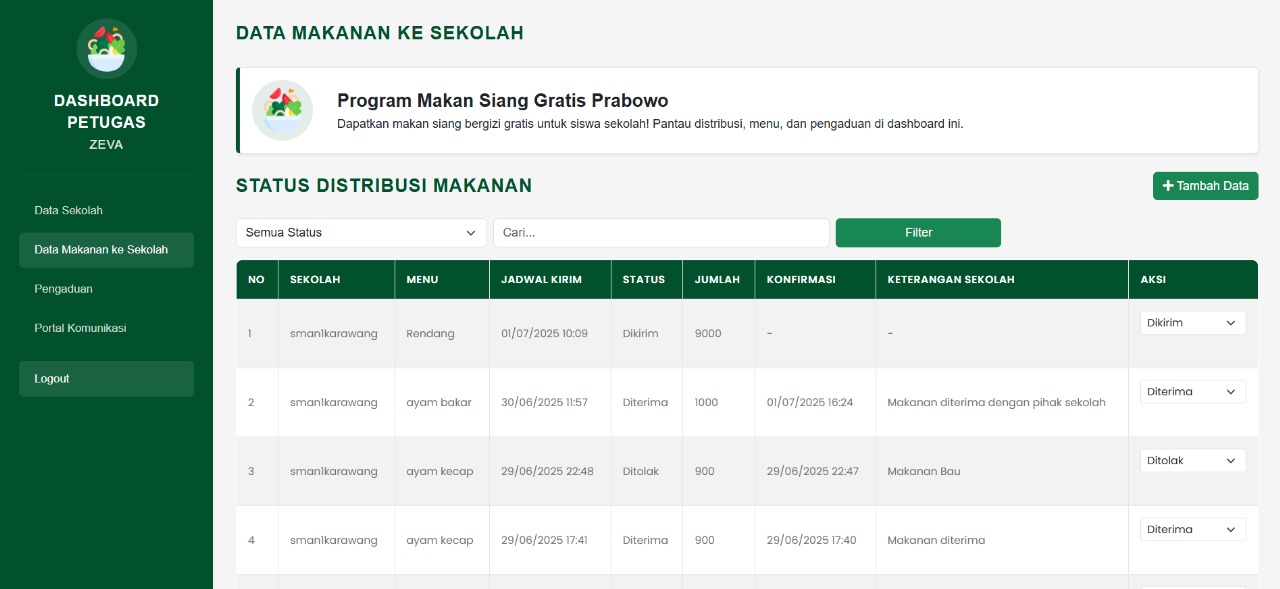 DASHBOARD
PETUGAS
ZEVA
Data Sekolah
Data Makanan ke Sekolah
Pengaduan
Portal Komunikasi
Logout
DATA MAKANAN KE SEKOLAH
Program Makan Siang Gratis Prabowo
Dapatkan makan siang bergizi gratis untuk siswa sekolah! Pantau distribusi, menu, dan pengaduan di dashboard ini.
STATUS DISTRIBUSI MAKANAN
+ Tambah Data
Semua Status Cari... Filter
NO SEKOLAH MENU JADWAL KIRIM STATUS JUMLAH KONFIRMASI KETERANGAN SEKOLAH AKSI
1 sman1karawang Rendang 01/07/2025 10:09 Dikirim 9000 - - Dikirim
2 sman1karawang ayam bakar 30/06/2025 11:57 Diterima 1000 01/07/2025 16:24 Makanan diterima dengan pihak sekolah Diterima
3 sman1karawang ayam kecap 29/06/2025 22:48 Ditolak 900 29/06/2025 22:47 Makanan Bau Ditolak
4 sman1karawang ayam kecap 29/06/2025 17:41 Diterima 900 29/06/2025 17:40 Makanan diterima Diterima